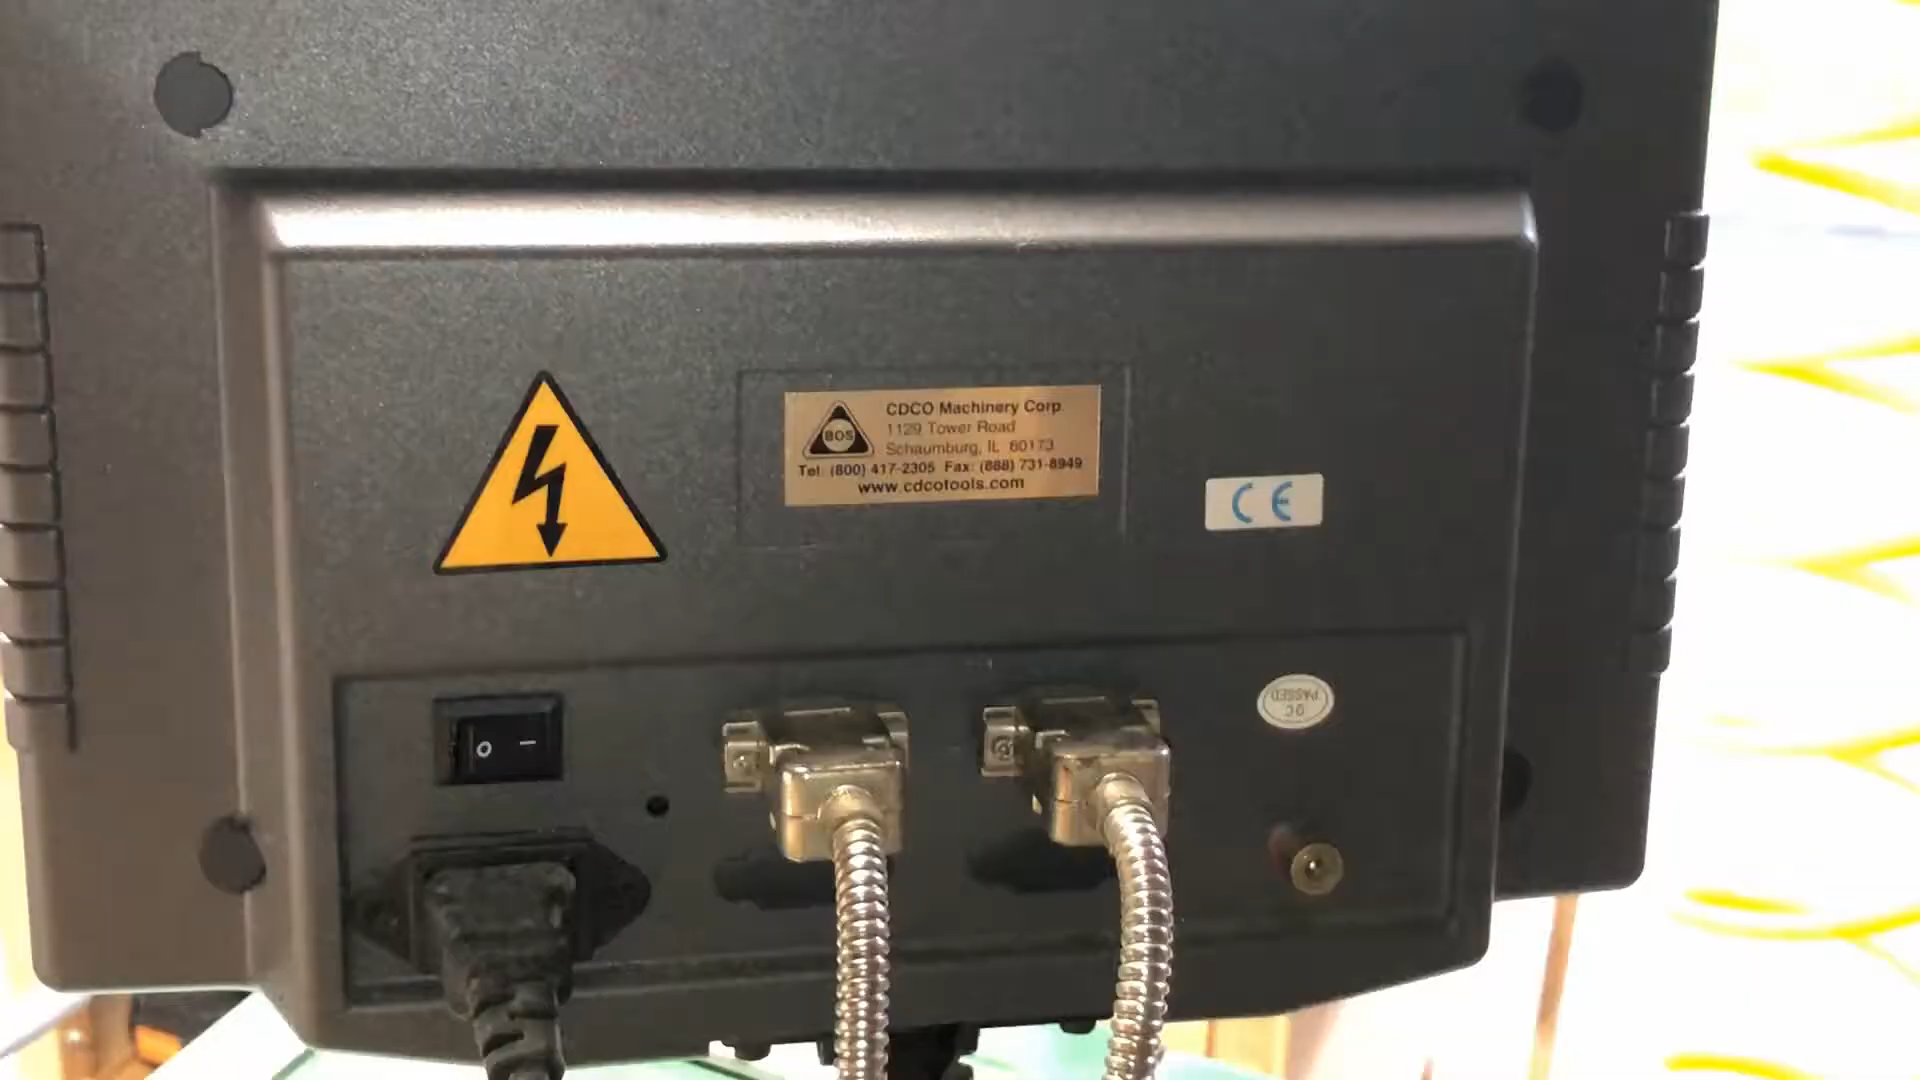 CDCO Machinery Corp.
1129 Tower Road
Schaumburg, IL 60173
BOS
Tel: (800) 417-2305 Fax: (888) 731-8949
www.cdcotools.com
CE
QC
PASSED
O I